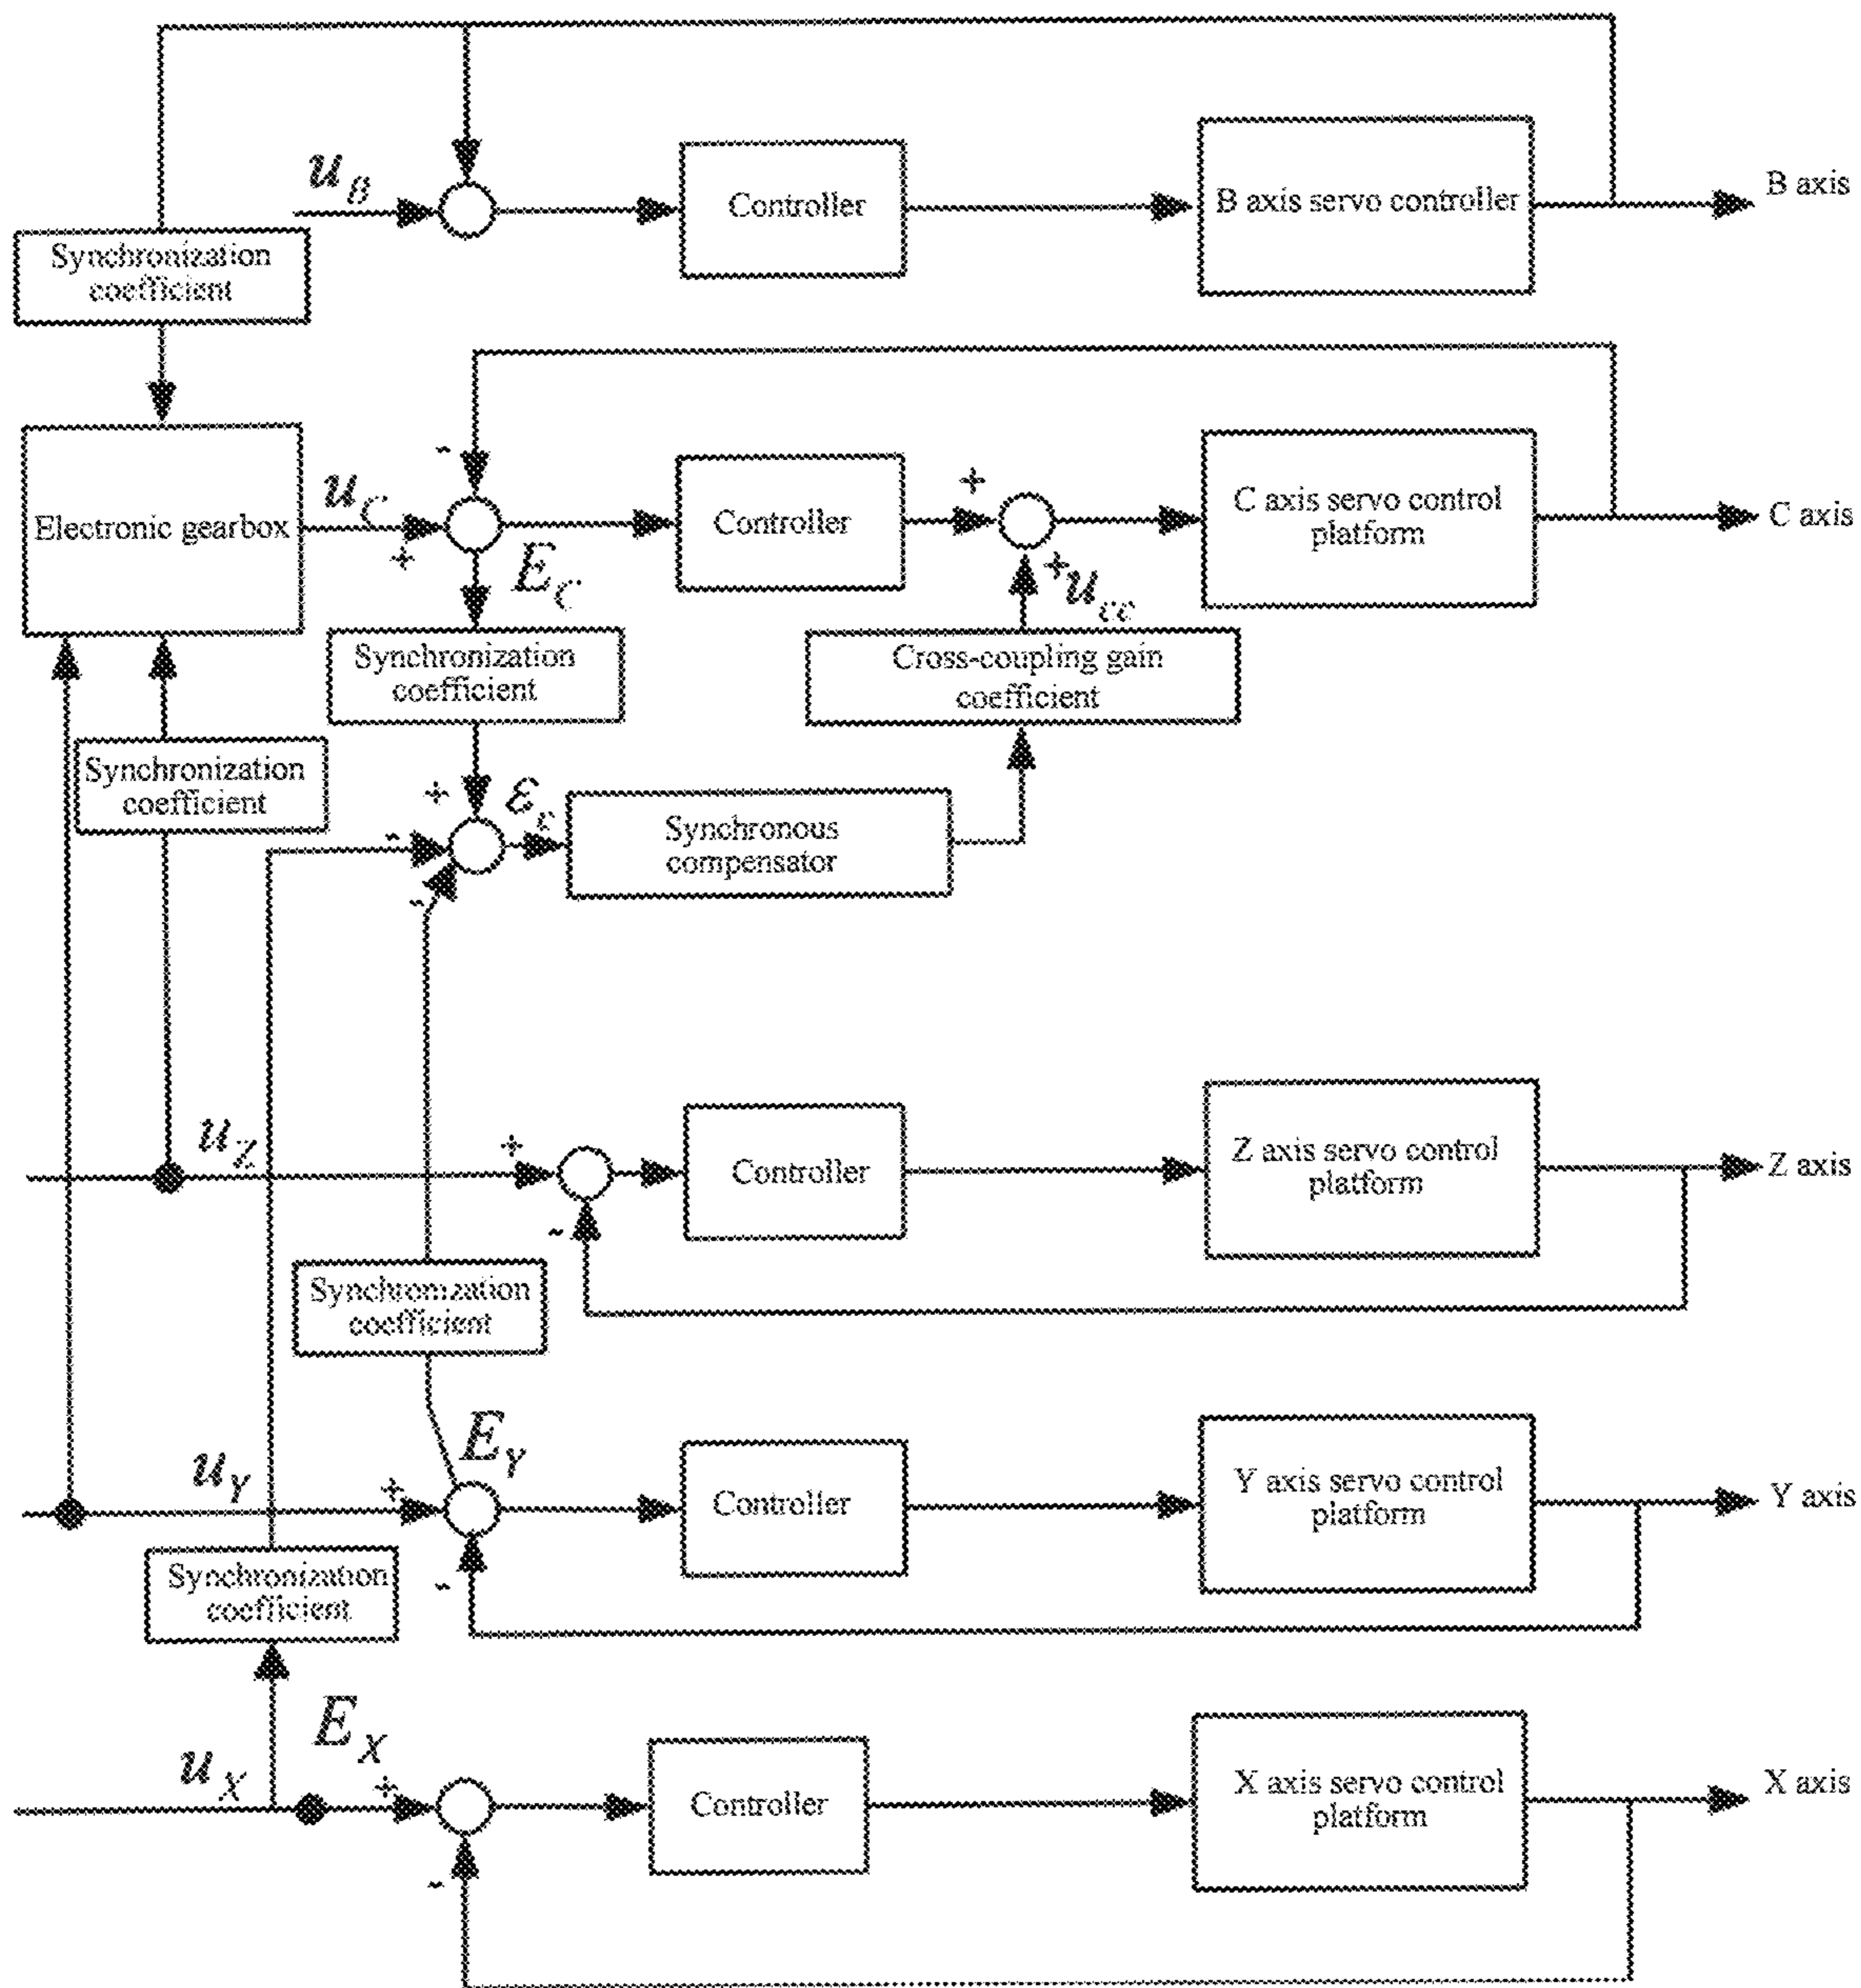 u_B
Controller
B axis servo controller
B axis
Synchronization
coefficient
Electronic gearbox
u_C
-
+
E_C
Controller
+
+
u_cc
C axis servo control
platform
C axis
Synchronization
coefficient
Cross-coupling gain
coefficient
Synchronization
coefficient
+
-
-
ε_c
Synchronous
compensator
u_Z
+
-
Controller
Z axis servo control
platform
Z axis
Synchronization
coefficient
E_Y
u_Y
+
-
Controller
Y axis servo control
platform
Y axis
Synchronization
coefficient
E_X
u_X
+
-
Controller
X axis servo control
platform
X axis